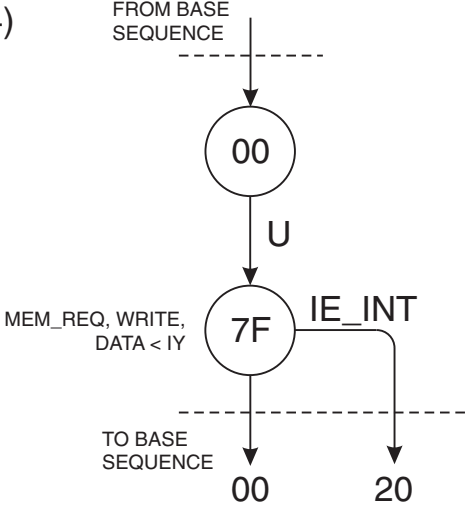 FROM BASE
SEQUENCE
00
U
MEM_REQ, WRITE,
DATA < IY
7F
IE_INT
TO BASE
SEQUENCE
00
20